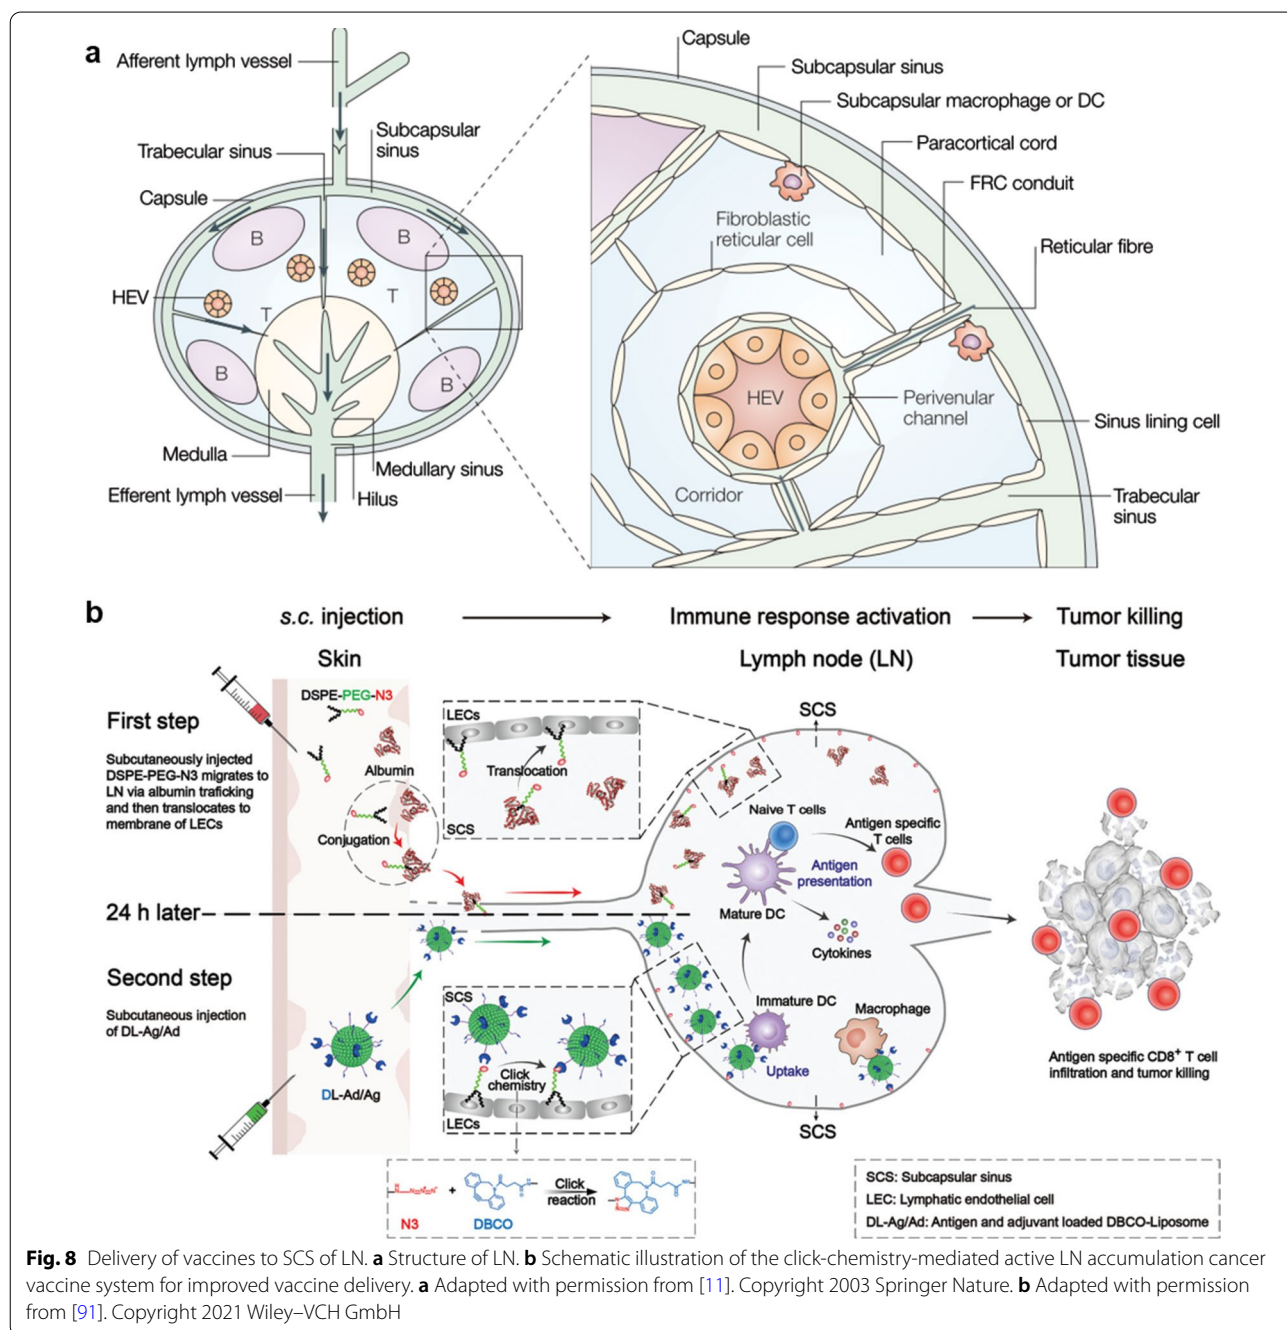 a
Afferent lymph vessel
Subcapsular
sinus
Trabecular sinus
Capsule
B
B
HEV
T
T
B
B
Medulla
Medullary sinus
Efferent lymph vessel
Hilus
Capsule
Subcapsular sinus
Subcapsular macrophage or DC
Paracortical cord
FRC conduit
Fibroblastic
reticular cell
Reticular fibre
HEV
Perivenular
channel
Sinus lining cell
Corridor
Trabecular
sinus
b
s.c. injection
Immune response activation
Tumor killing
Skin
Lymph node (LN)
Tumor tissue
First step
Subcutaneously injected
DSPE-PEG-N3 migrates to
LN via albumin traficking
and then translocates to
membrane of LECs
DSPE-PEG-N3
Albumin
Conjugation
LECs
Translocation
SCS
SCS
Naive T cells
Antigen specific
T cells
Antigen
presentation
Mature DC
Cytokines
24 h later
Second step
Subcutaneous injection
of DL-Ag/Ad
DL-Ad/Ag
SCS
Click
chemistry
LECs
Immature DC
Macrophage
Uptake
SCS
Antigen specific CD8+ T cell
infiltration and tumor killing
N3
+
DBCO
Click
reaction
SCS: Subcapsular sinus
LEC: Lymphatic endothelial cell
DL-Ag/Ad: Antigen and adjuvant loaded DBCO-Liposome
Fig. 8 Delivery of vaccines to SCS of LN. a Structure of LN. b Schematic illustration of the click-chemistry-mediated active LN accumulation cancer
vaccine system for improved vaccine delivery. a Adapted with permission from [11]. Copyright 2003 Springer Nature. b Adapted with permission
from [91]. Copyright 2021 Wiley–VCH GmbH